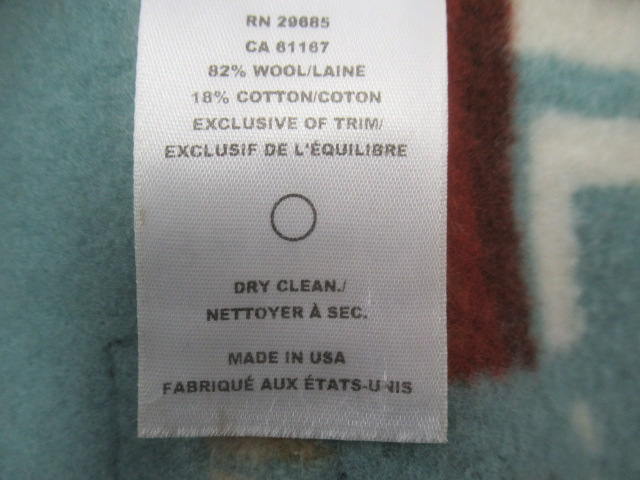 RN 29685
CA 61167
82% WOOL/LAINE
18% COTTON/COTON
EXCLUSIVE OF TRIM/
EXCLUSIF DE L'ÉQUILIBRE
DRY CLEAN./
NETTOYER À SEC.
MADE IN USA
FABRIQUÉ AUX ÉTATS-UNIS